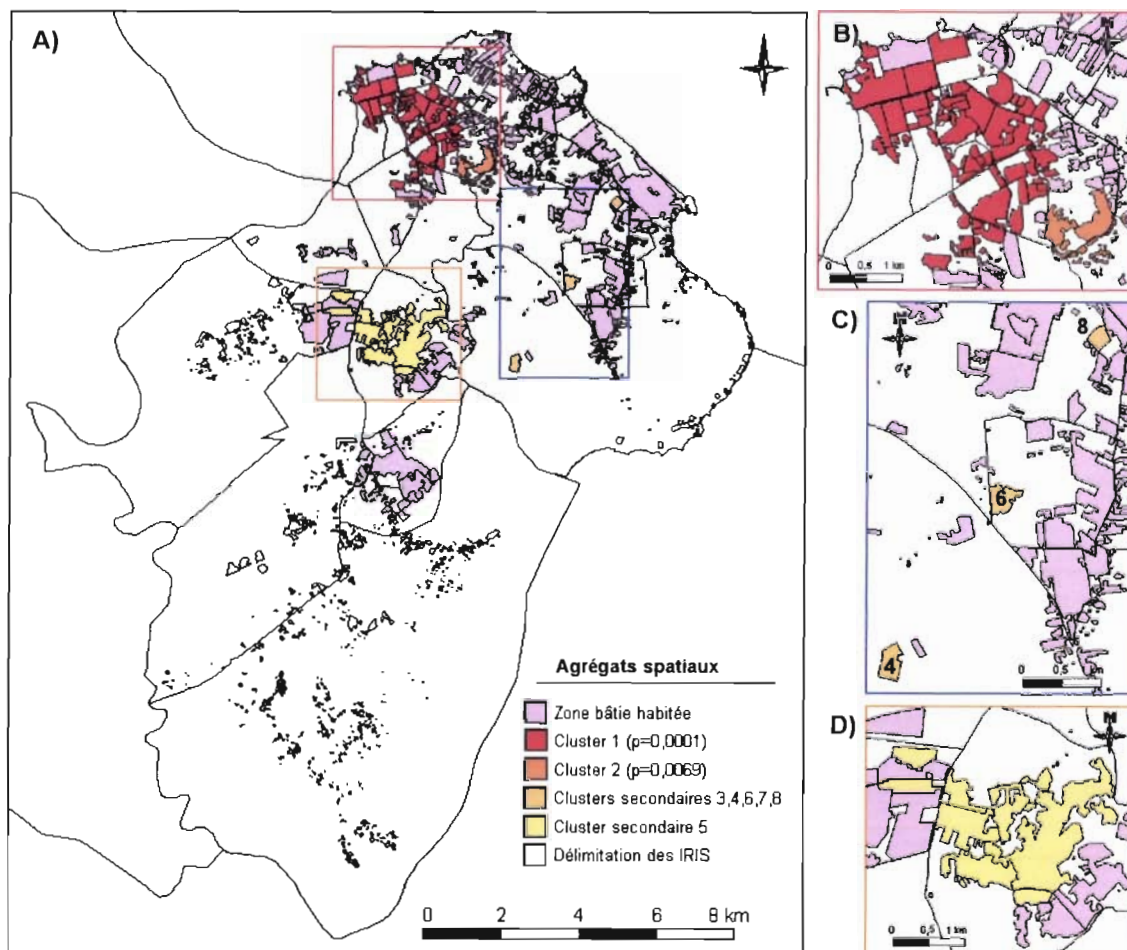 A)
Agrégats spatiaux
Zone bâtie habitée
Cluster 1 (p=0,0001)
Cluster 2 (p=0,0069)
Clusters secondaires 3,4,6,7,8
Cluster secondaire 5
Délimitation des IRIS
0 2 4 6 8 km
B)
N
0 0,5 1 km
C)
N
8
6
4
0 0,5 1 km
D)
N
0 0,5 1 km